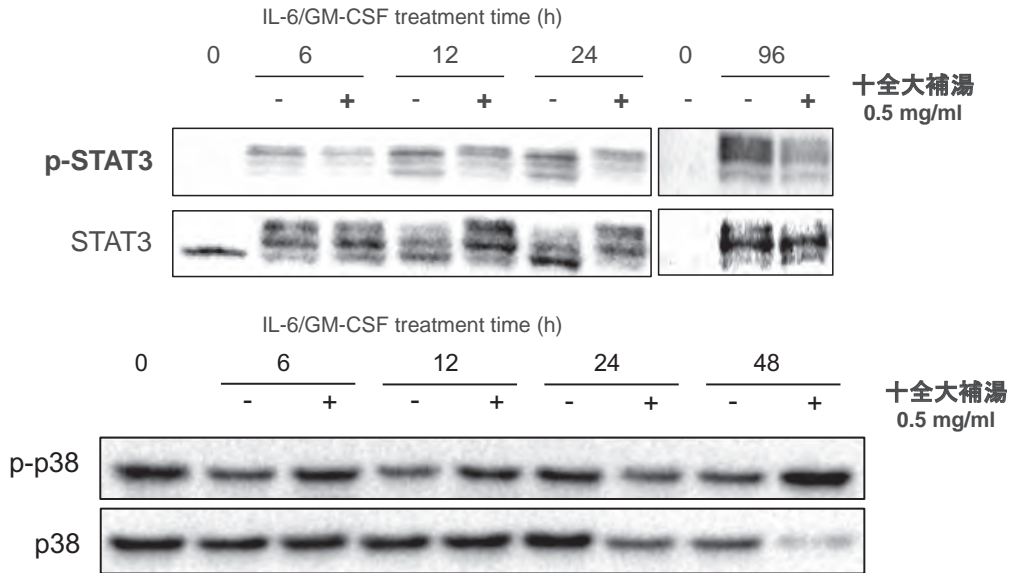 IL-6/GM-CSF treatment time (h)
0 6 12 24 0 96
- + - + - + - - +
十全大補湯
0.5 mg/ml
p-STAT3
STAT3
IL-6/GM-CSF treatment time (h)
0 6 12 24 48
- + - + - + - +
十全大補湯
0.5 mg/ml
p-p38
p38